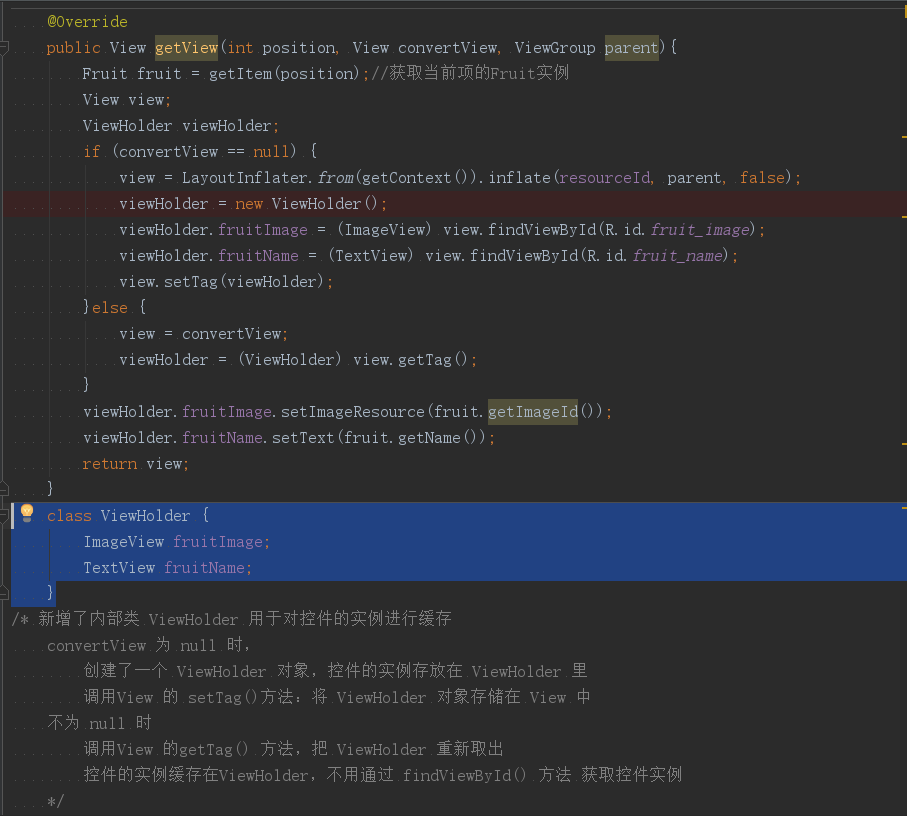 @Override
public View getView(int position, View convertView, ViewGroup parent){
Fruit fruit = getItem(position);//获取当前项的Fruit实例
View view;
ViewHolder viewHolder;
if (convertView == null) {
view = LayoutInflater.from(getContext()).inflate(resourceId, parent, false);
viewHolder = new ViewHolder();
viewHolder.fruitImage = (ImageView) view.findViewById(R.id.fruit_image);
viewHolder.fruitName = (TextView) view.findViewById(R.id.fruit_name);
view.setTag(viewHolder);
}else {
view = convertView;
viewHolder = (ViewHolder) view.getTag();
}
viewHolder.fruitImage.setImageResource(fruit.getImageId());
viewHolder.fruitName.setText(fruit.getName());
return view;
}
class ViewHolder {
ImageView fruitImage;
TextView fruitName;
}
/* 新增了内部类 ViewHolder 用于对控件的实例进行缓存
convertView 为 null 时，
创建了一个 ViewHolder 对象，控件的实例存放在 ViewHolder 里
调用View 的 setTag()方法：将 ViewHolder 对象存储在 View 中
不为 null 时
调用View 的getTag() 方法，把 ViewHolder 重新取出
控件的实例缓存在ViewHolder，不用通过 findViewById() 方法 获取控件实例
*/